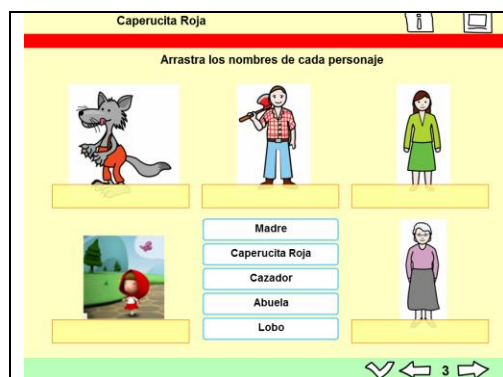 Caperucita Roja
i
Arrastra los nombres de cada personaje
Madre
Caperucita Roja
Cazador
Abuela
Lobo
3